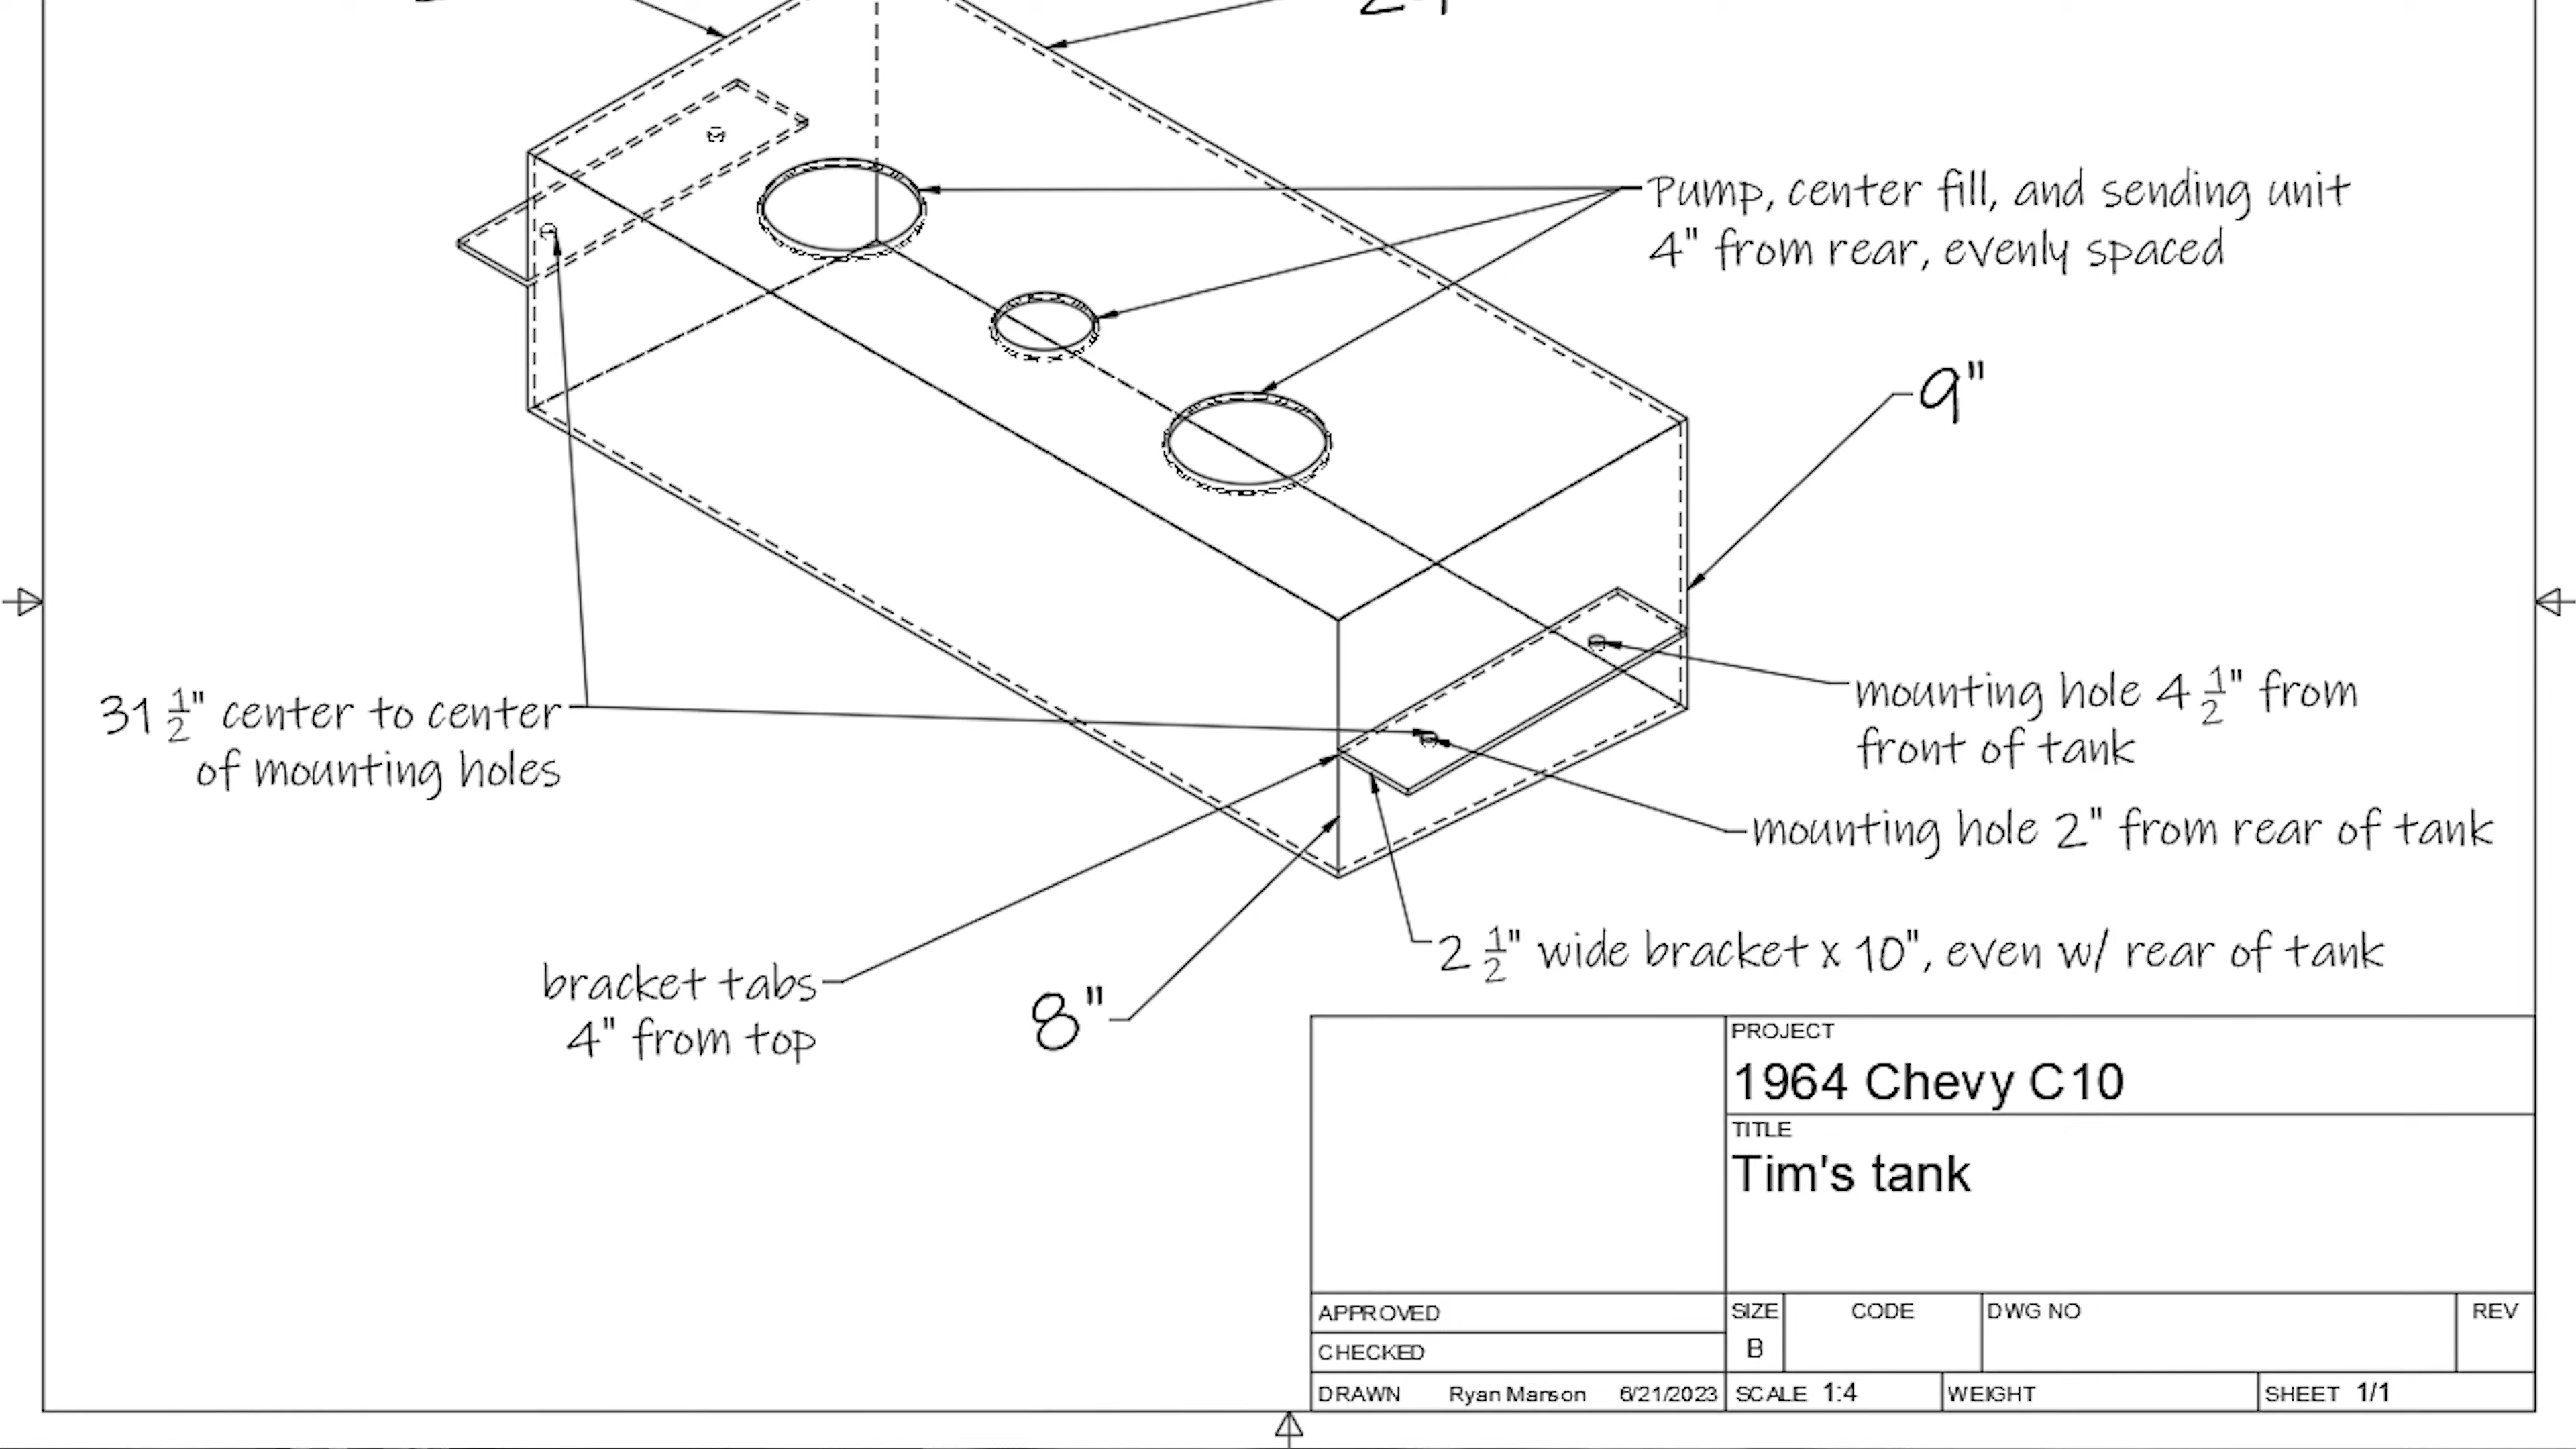 Pump, center fill, and sending unit
4" from rear, evenly spaced
9"
31 1/2" center to center
of mounting holes
mounting hole 4 1/2" from
front of tank
mounting hole 2" from rear of tank
2 1/2" wide bracket x 10", even w/ rear of tank
bracket tabs
4" from top
8"
PROJECT
1964 Chevy C10
TITLE
Tim's tank
APPROVED
CHECKED
DRAWN Ryan Manson 6/21/2023
SIZE CODE DWG NO REV
B
SCALE 1:4 WEIGHT SHEET 1/1